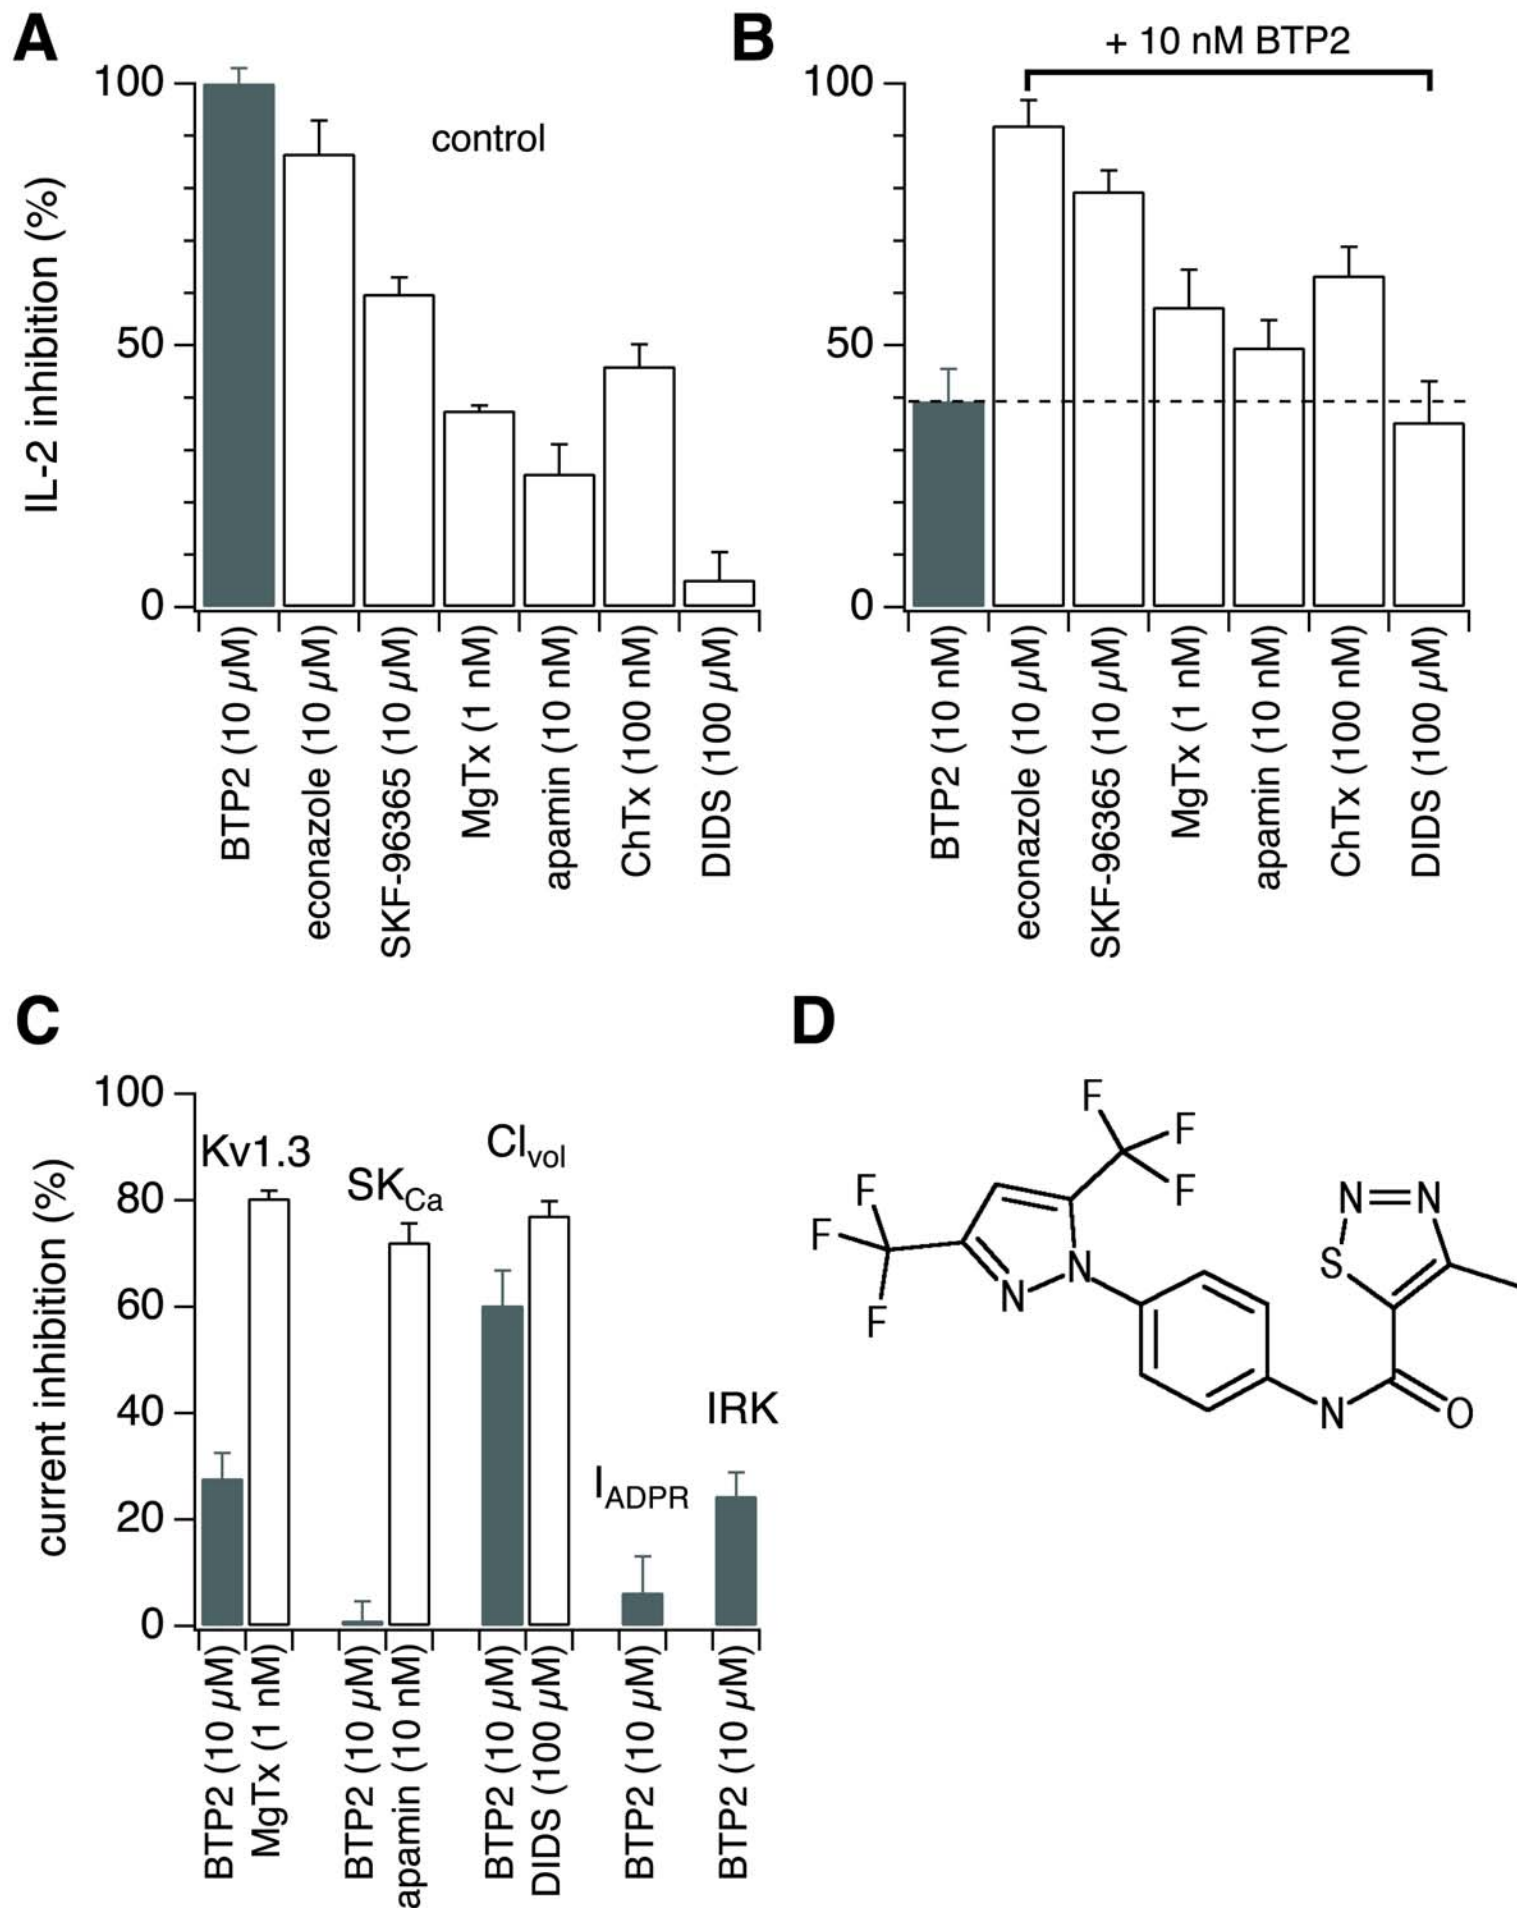 A
IL-2 inhibition (%)
100
50
0
control
BTP2 (10 µM)
econazole (10 µM)
SKF-96365 (10 µM)
MgTx (1 nM)
apamin (10 nM)
ChTx (100 nM)
DIDS (100 µM)
B
+ 10 nM BTP2
100
50
0
BTP2 (10 nM)
econazole (10 µM)
SKF-96365 (10 µM)
MgTx (1 nM)
apamin (10 nM)
ChTx (100 nM)
DIDS (100 µM)
C
current inhibition (%)
100
80
60
40
20
0
Kv1.3
SKCa
Clvol
IADPR
IRK
BTP2 (10 µM)
MgTx (1 nM)
BTP2 (10 µM)
apamin (10 nM)
BTP2 (10 µM)
DIDS (100 µM)
BTP2 (10 µM)
BTP2 (10 µM)
D
F
F
F
F
F
F
N
N
N=N
S
N
O